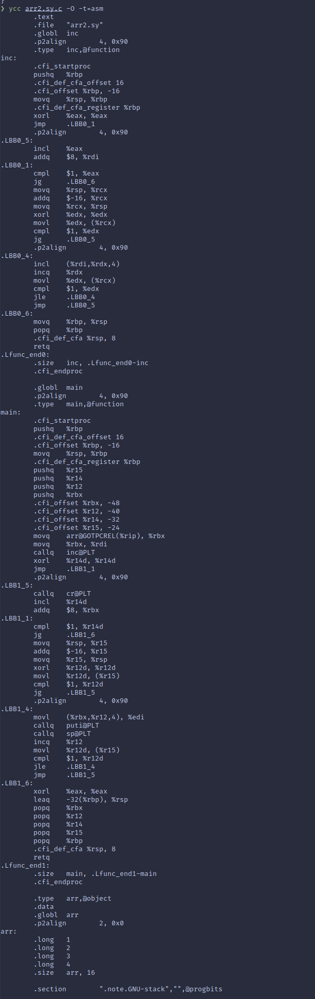 }
❯ ycc arr2.sy.c -O -t=asm
        .text
        .file   "arr2.sy"
        .globl  inc
        .p2align        4, 0x90
        .type   inc,@function
inc:
        .cfi_startproc
        pushq   %rbp
        .cfi_def_cfa_offset 16
        .cfi_offset %rbp, -16
        movq    %rsp, %rbp
        .cfi_def_cfa_register %rbp
        xorl    %eax, %eax
        jmp     .LBB0_1
        .p2align        4, 0x90
.LBB0_5:
        incl    %eax
        addq    $8, %rdi
.LBB0_1:
        cmpl    $1, %eax
        jg      .LBB0_6
        movq    %rsp, %rcx
        addq    $-16, %rcx
        movq    %rcx, %rsp
        xorl    %edx, %edx
        movl    %edx, (%rcx)
        cmpl    $1, %edx
        jg      .LBB0_5
        .p2align        4, 0x90
.LBB0_4:
        incl    (%rdi,%rdx,4)
        incq    %rdx
        movl    %edx, (%rcx)
        cmpl    $1, %edx
        jle     .LBB0_4
        jmp     .LBB0_5
.LBB0_6:
        movq    %rbp, %rsp
        popq    %rbp
        .cfi_def_cfa %rsp, 8
        retq
.Lfunc_end0:
        .size   inc, .Lfunc_end0-inc
        .cfi_endproc

        .globl  main
        .p2align        4, 0x90
        .type   main,@function
main:
        .cfi_startproc
        pushq   %rbp
        .cfi_def_cfa_offset 16
        .cfi_offset %rbp, -16
        movq    %rsp, %rbp
        .cfi_def_cfa_register %rbp
        pushq   %r15
        pushq   %r14
        pushq   %r12
        pushq   %rbx
        .cfi_offset %rbx, -48
        .cfi_offset %r12, -40
        .cfi_offset %r14, -32
        .cfi_offset %r15, -24
        movq    arr@GOTPCREL(%rip), %rbx
        movq    %rbx, %rdi
        callq   inc@PLT
        xorl    %r14d, %r14d
        jmp     .LBB1_1
        .p2align        4, 0x90
.LBB1_5:
        callq   cr@PLT
        incl    %r14d
        addq    $8, %rbx
.LBB1_1:
        cmpl    $1, %r14d
        jg      .LBB1_6
        movq    %rsp, %r15
        addq    $-16, %r15
        movq    %r15, %rsp
        xorl    %r12d, %r12d
        movl    %r12d, (%r15)
        cmpl    $1, %r12d
        jg      .LBB1_5
        .p2align        4, 0x90
.LBB1_4:
        movl    (%rbx,%r12,4), %edi
        callq   puti@PLT
        callq   sp@PLT
        incq    %r12
        movl    %r12d, (%r15)
        cmpl    $1, %r12d
        jle     .LBB1_4
        jmp     .LBB1_5
.LBB1_6:
        xorl    %eax, %eax
        leaq    -32(%rbp), %rsp
        popq    %rbx
        popq    %r12
        popq    %r14
        popq    %r15
        popq    %rbp
        .cfi_def_cfa %rsp, 8
        retq
.Lfunc_end1:
        .size   main, .Lfunc_end1-main
        .cfi_endproc

        .type   arr,@object
        .data
        .globl  arr
        .p2align        2, 0x0
arr:
        .long   1
        .long   2
        .long   3
        .long   4
        .size   arr, 16

        .section        ".note.GNU-stack","",@progbits